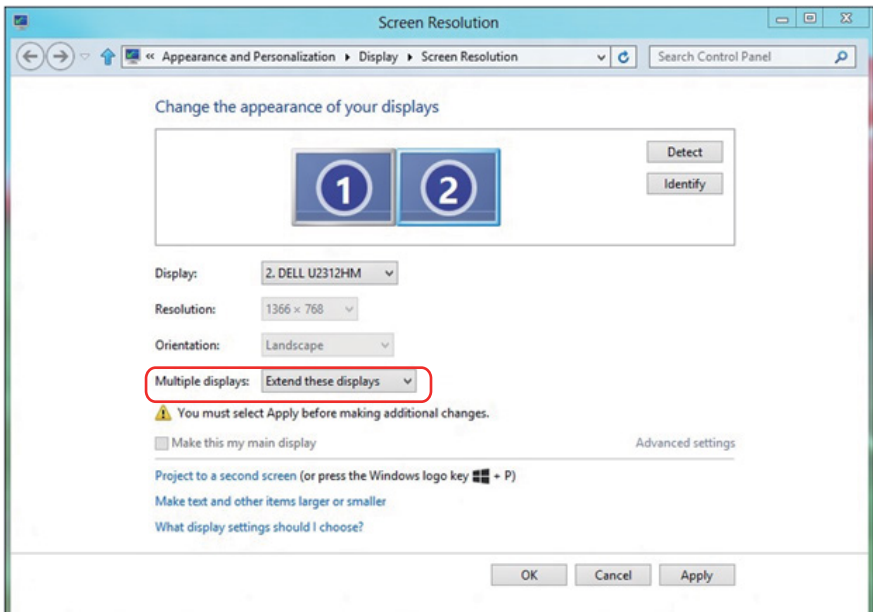 Screen Resolution
« Appearance and Personalization ▸ Display ▸ Screen Resolution
Search Control Panel
Change the appearance of your displays
1 2
Detect
Identify
Display: 2. DELL U2312HM
Resolution: 1366 × 768
Orientation: Landscape
Multiple displays: Extend these displays
You must select Apply before making additional changes.
Make this my main display
Advanced settings
Project to a second screen (or press the Windows logo key + P)
Make text and other items larger or smaller
What display settings should I choose?
OK Cancel Apply